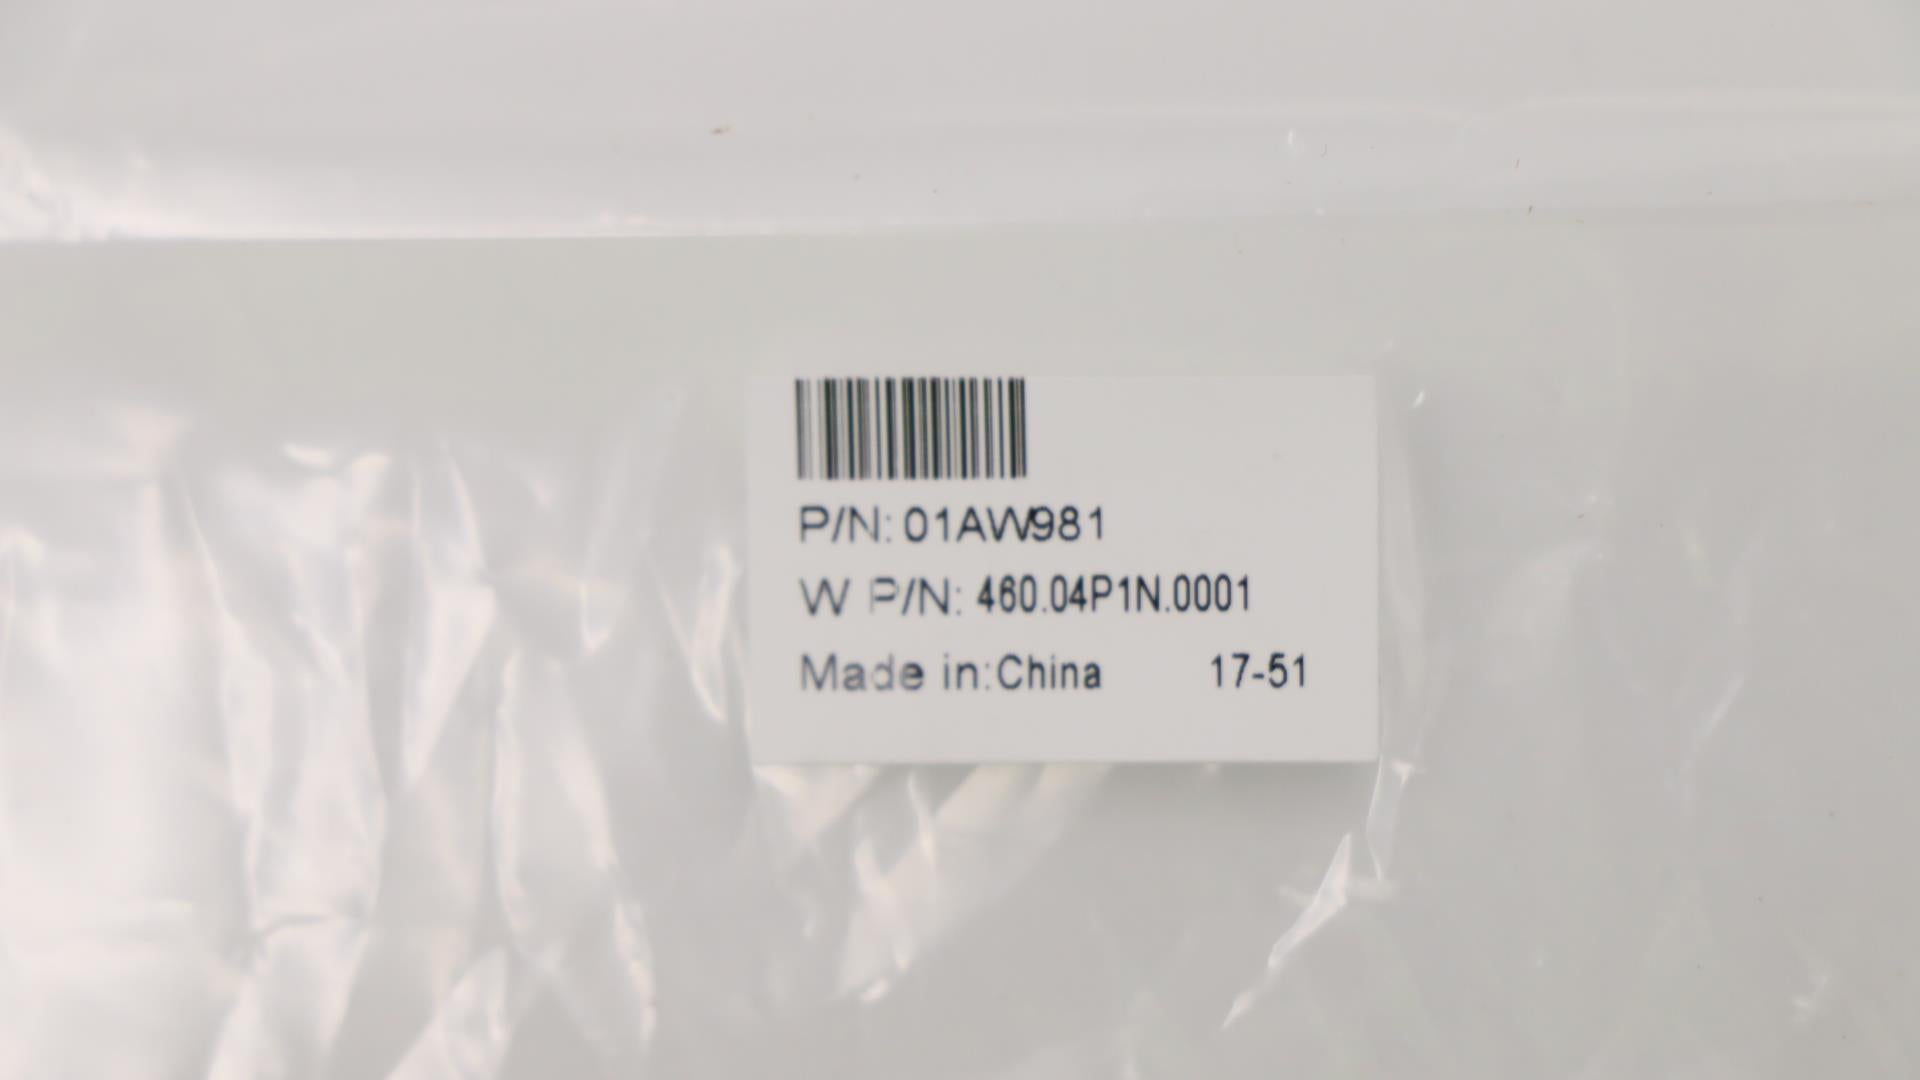 P/N: 01AW981
W P/N: 460.04P1N.0001
Made in:China 17-51